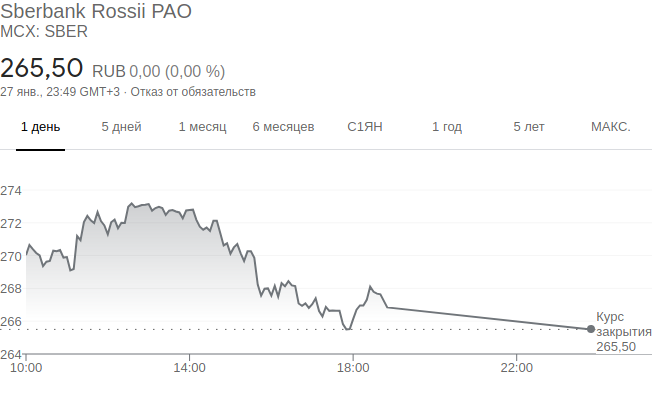 Sberbank Rossii PAO
MCX: SBER
265,50 RUB 0,00 (0,00 %)
27 янв., 23:49 GMT+3 · Отказ от обязательств
1 день 5 дней 1 месяц 6 месяцев С1ЯН 1 год 5 лет МАКС.
274
272
270
268
266
264
Курс
закрытия
265,50
10:00 14:00 18:00 22:00